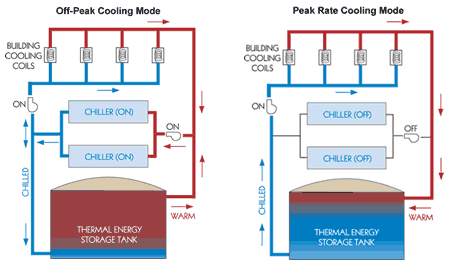 Off-Peak Cooling Mode
BUILDING
COOLING
COILS
ON
CHILLER (ON)
ON
CHILLER (ON)
CHILLED
WARM
THERMAL ENERGY
STORAGE TANK
Peak Rate Cooling Mode
BUILDING
COOLING
COILS
ON
CHILLER (OFF)
OFF
CHILLER (OFF)
CHILLED
WARM
THERMAL ENERGY
STORAGE TANK